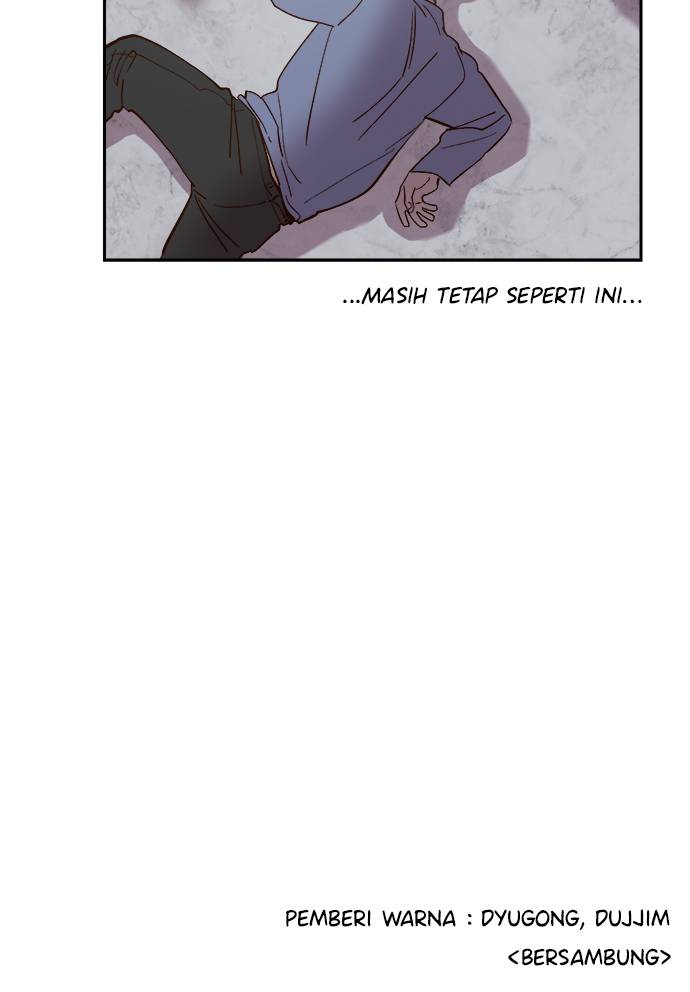 ...MASIH TETAP SEPERTI INI...
PEMBERI WARNA : DYUGONG, DUJJIM
<BERSAMBUNG>